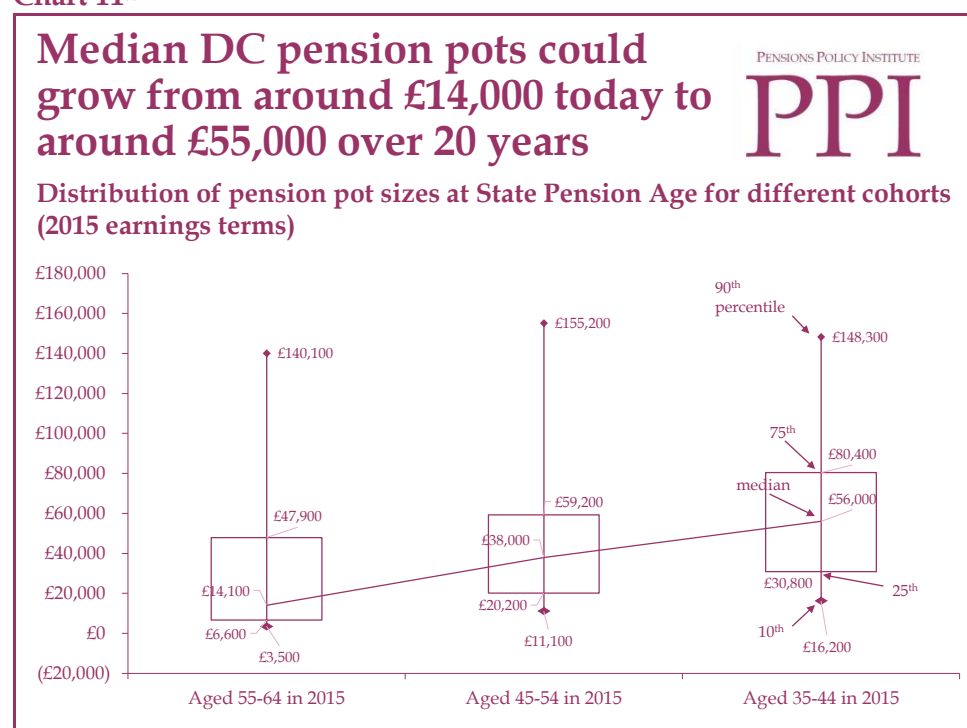 Median DC pension pots could
grow from around £14,000 today to
around £55,000 over 20 years
PENSIONS POLICY INSTITUTE
PPI
Distribution of pension pot sizes at State Pension Age for different cohorts
(2015 earnings terms)
£180,000
£160,000
£140,000
£120,000
£100,000
£80,000
£60,000
£40,000
£20,000
£0
(£20,000)
£140,100
£47,900
£14,100
£6,600
£3,500
£155,200
£59,200
£38,000
£20,200
£11,100
90th
percentile
£148,300
75th
£80,400
median
£56,000
£30,800
25th
10th
£16,200
Aged 55-64 in 2015
Aged 45-54 in 2015
Aged 35-44 in 2015